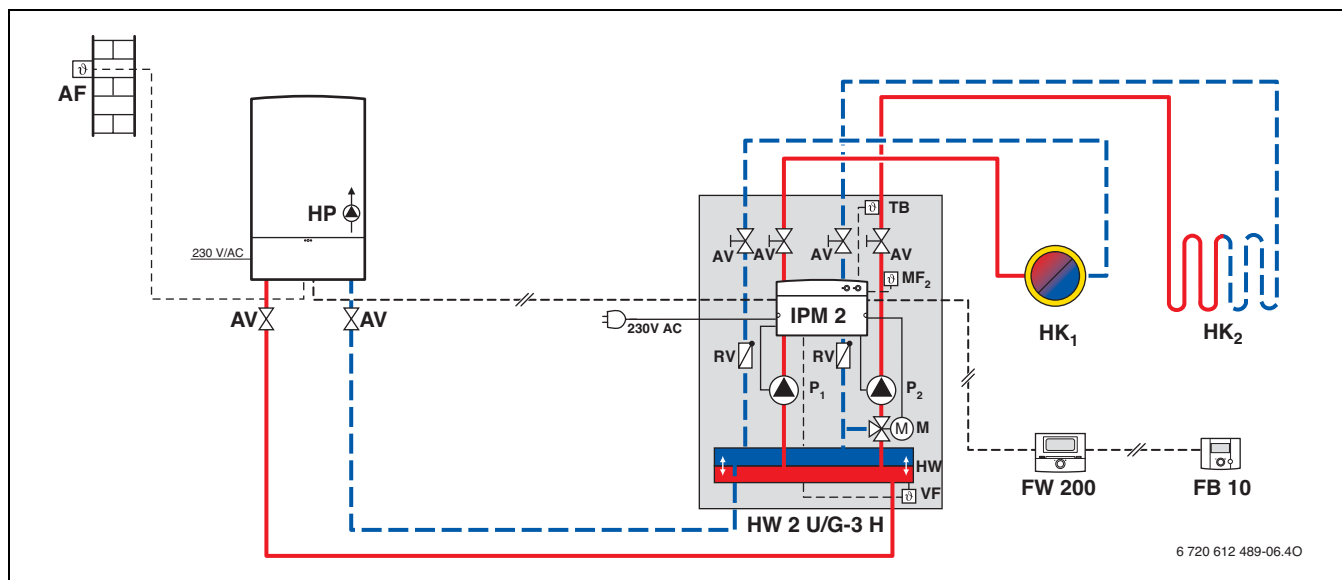 ϑ
AF
HP
230 V/AC
AV
AV
230V AC
ϑ TB
AV
AV
AV
AV
ϑ MF2
IPM 2
RV
RV
P1
P2
M M
HW
ϑ VF
HW 2 U/G-3 H
HK1
HK2
FW 200
FB 10
6 720 612 489-06.4O